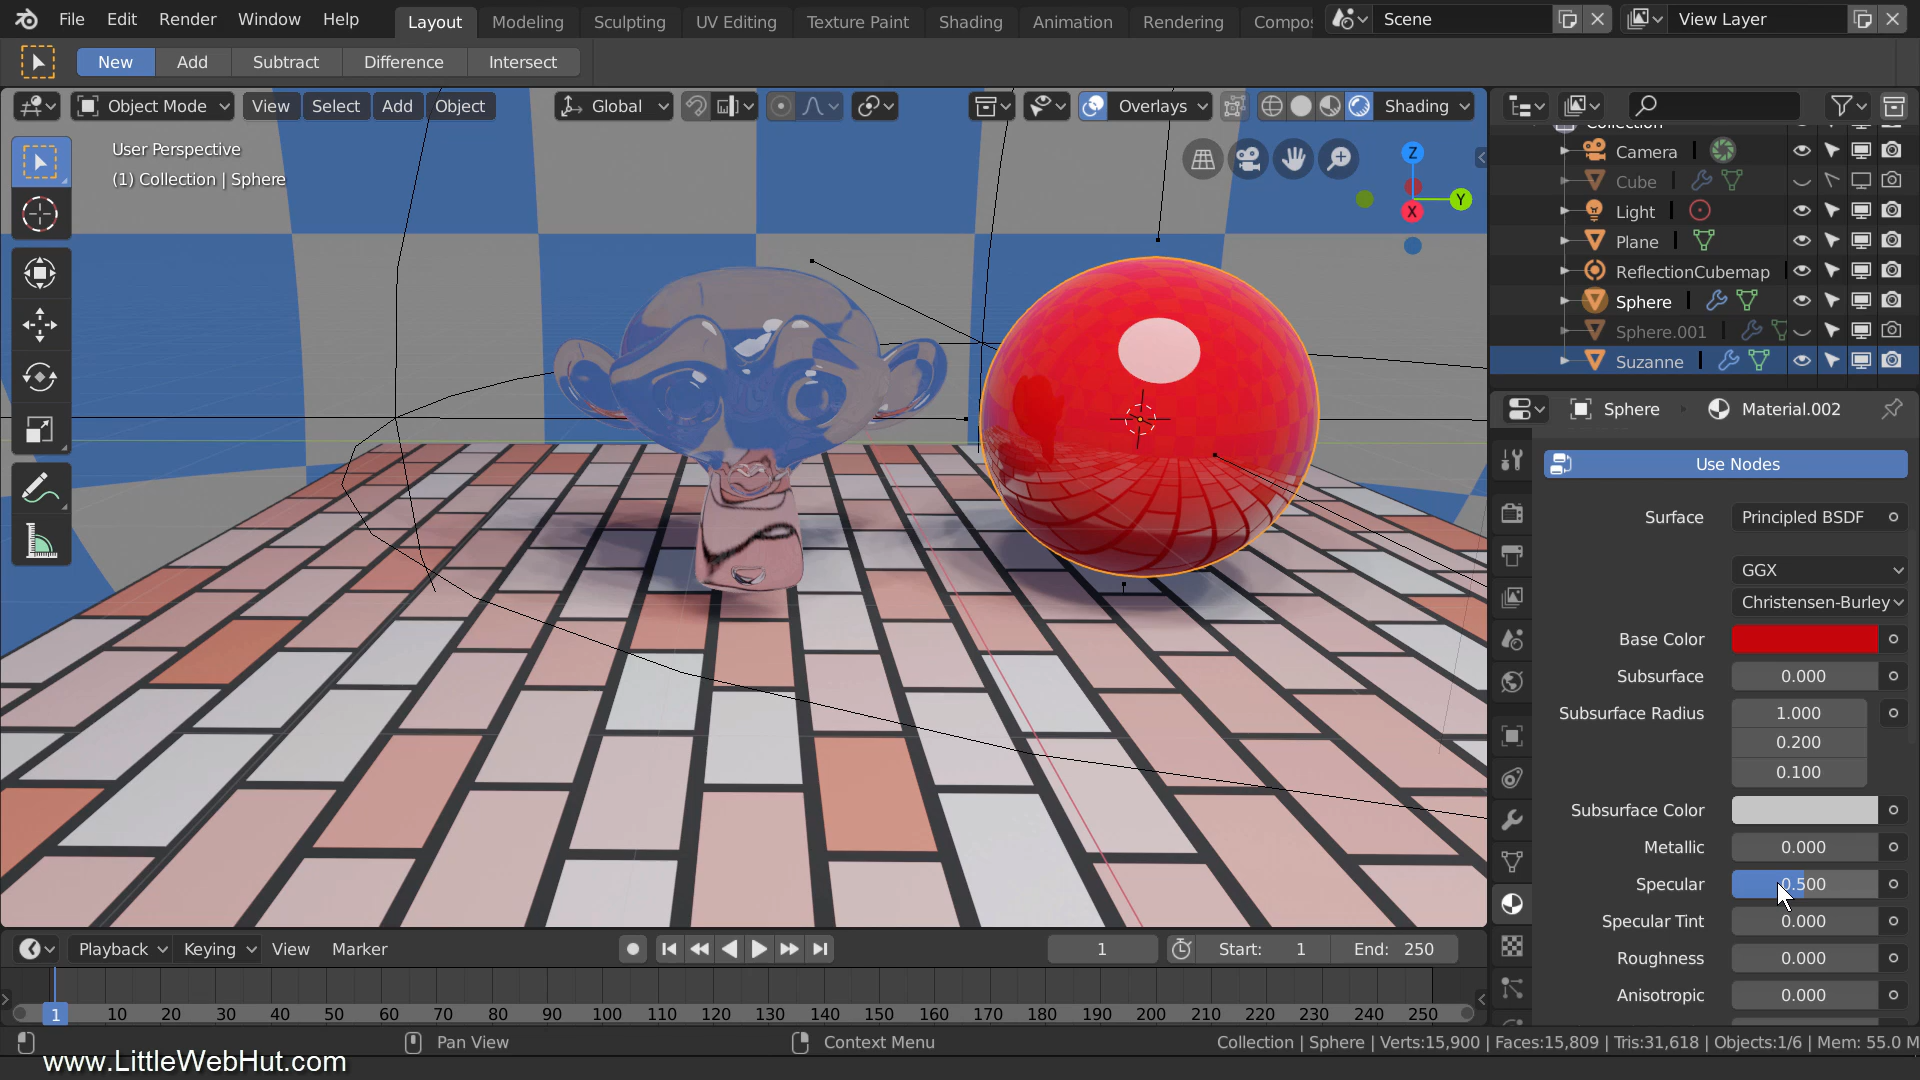 File Edit Render Window Help Layout Modeling Sculpting UV Editing Texture Paint Shading Animation Rendering Compos Scene View Layer
New Add Subtract Difference Intersect
Object Mode View Select Add Object Global Overlays Shading
User Perspective
(1) Collection | Sphere
Z
Y
X
Collection
Camera
Cube
Light
Plane
ReflectionCubemap
Sphere
Sphere.001
Suzanne
Sphere Material.002
Use Nodes
Surface Principled BSDF
GGX
Christensen-Burley
Base Color
Subsurface 0.000
Subsurface Radius 1.000
0.200
0.100
Subsurface Color
Metallic 0.000
Specular 0.500
Specular Tint 0.000
Roughness 0.000
Anisotropic 0.000
Playback Keying View Marker 1 Start: 1 End: 250
1 10 20 30 40 50 60 70 80 90 100 110 120 130 140 150 160 170 180 190 200 210 220 230 240 250
Pan View Context Menu Collection | Sphere | Verts:15,900 | Faces:15,809 | Tris:31,618 | Objects:1/6 | Mem: 55.0 M
www.LittleWebHut.com